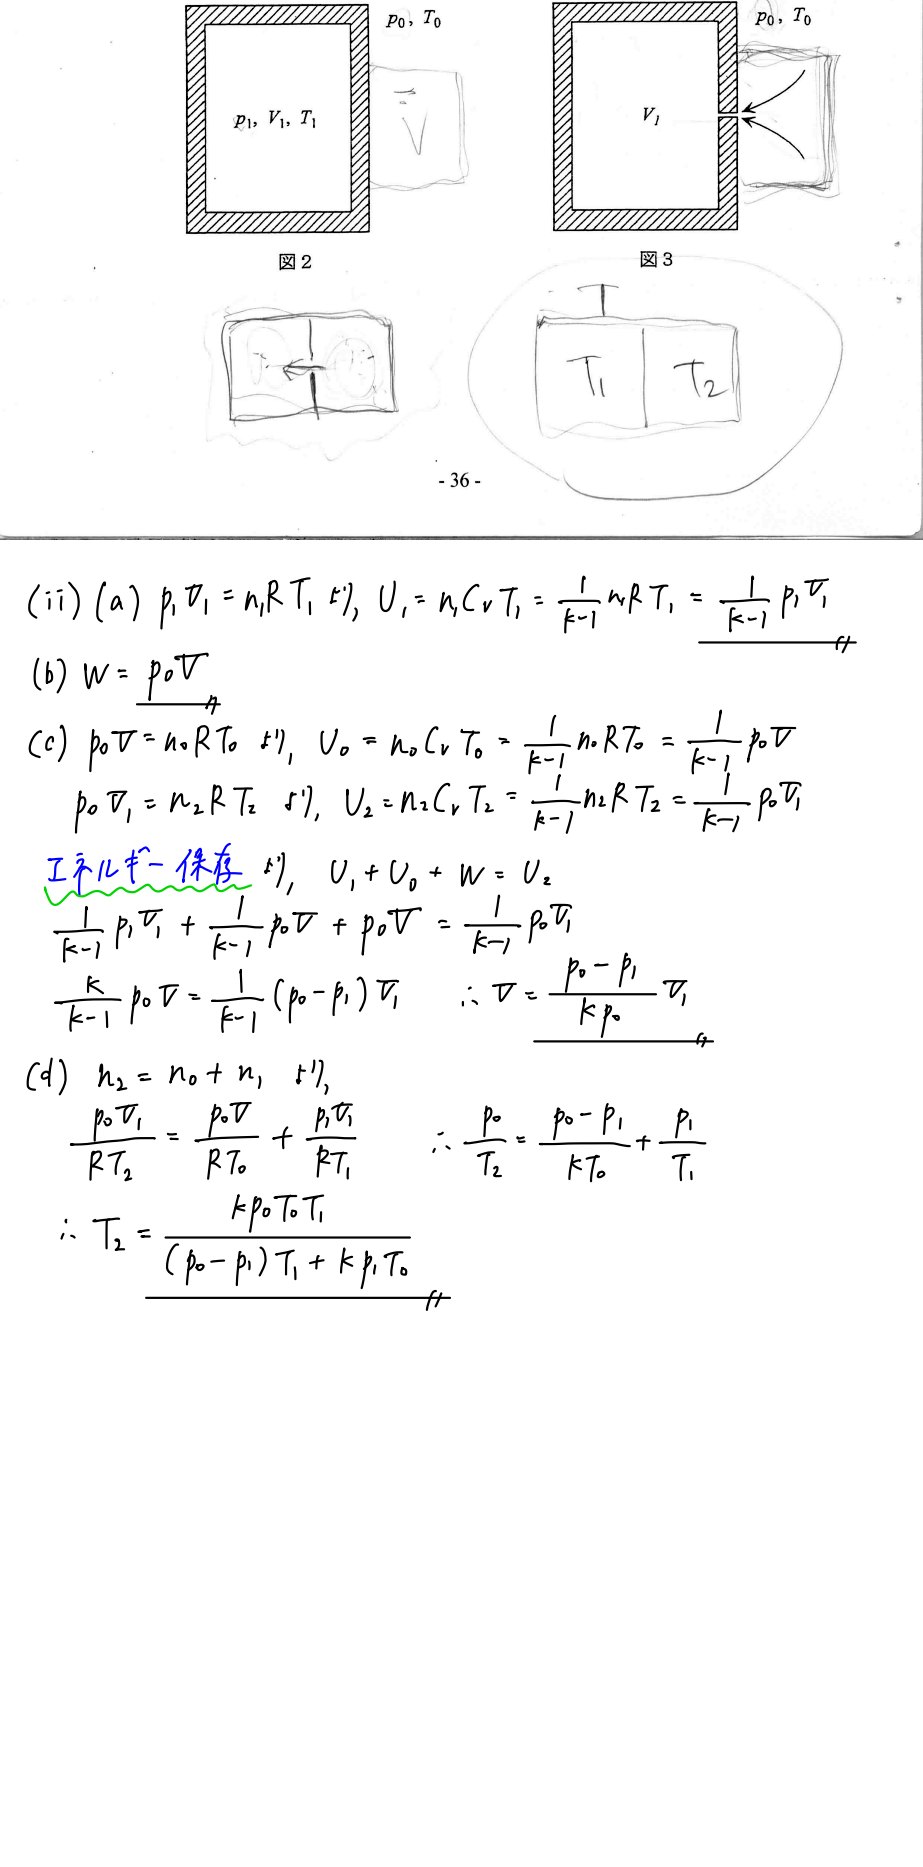 p₀, T₀
p₀, T₀
p₁, V₁, T₁
V
V₁
図2
図3
T
T₁ T₂
- 36 -
(ii) (a) p₁V₁ = n₁RT₁ より, U₁ = n₁CᵥT₁ = 1/(k-1) n₁RT₁ = 1/(k-1) p₁V₁
(b) W = p₀V
(c) p₀V = n₀RT₀ より, U₀ = n₀CᵥT₀ = 1/(k-1) n₀RT₀ = 1/(k-1) p₀V
p₀V₁ = n₂RT₂ より, U₂ = n₂CᵥT₂ = 1/(k-1) n₂RT₂ = 1/(k-1) p₀V₁
エネルギー保存 より, U₁ + U₀ + W = U₂
1/(k-1) p₁V₁ + 1/(k-1) p₀V + p₀V = 1/(k-1) p₀V₁
k/(k-1) p₀V = 1/(k-1) (p₀-p₁) V₁ ∴ V = (p₀-p₁)/(kp₀) V₁
(d) n₂ = n₀ + n₁ より,
p₀V₁/(RT₂) = p₀V/(RT₀) + p₁V₁/(RT₁) ∴ p₀/T₂ = (p₀-p₁)/(kT₀) + p₁/T₁
∴ T₂ = kp₀T₀T₁/((p₀-p₁)T₁ + kp₁T₀)